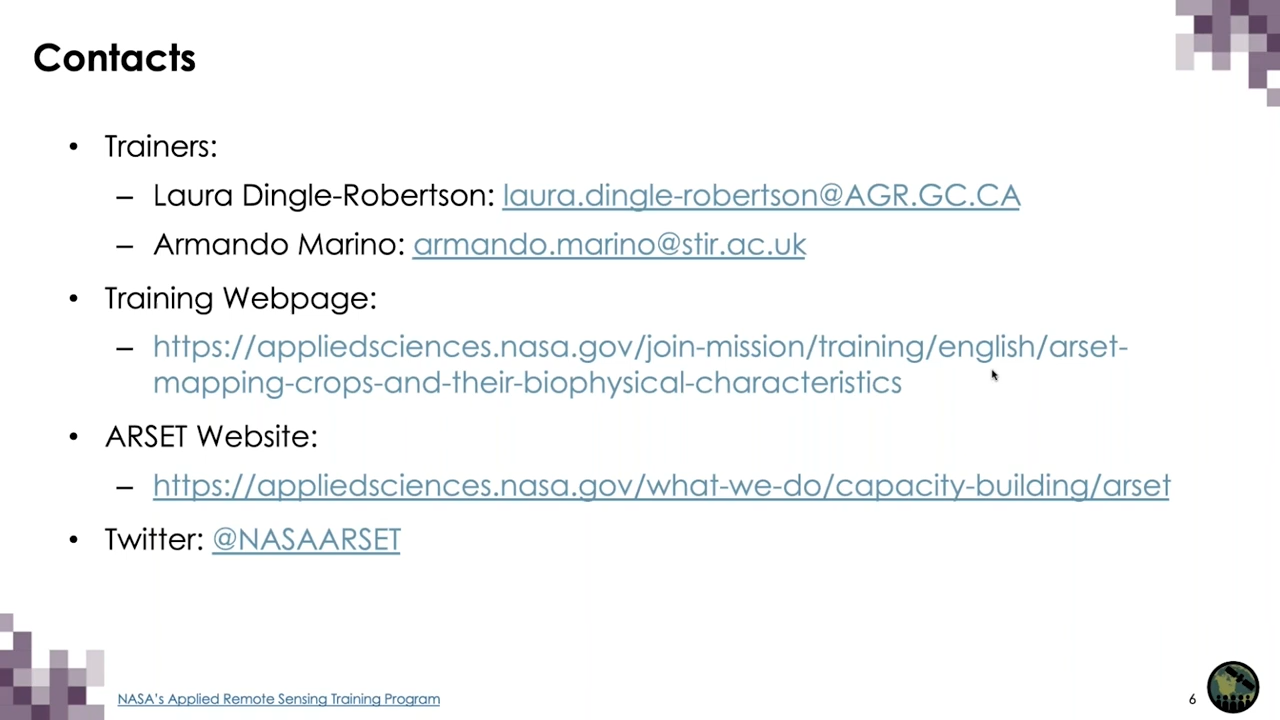 Contacts
• Trainers:
– Laura Dingle-Robertson: laura.dingle-robertson@AGR.GC.CA
– Armando Marino: armando.marino@stir.ac.uk
• Training Webpage:
– https://appliedsciences.nasa.gov/join-mission/training/english/arset-
mapping-crops-and-their-biophysical-characteristics
• ARSET Website:
– https://appliedsciences.nasa.gov/what-we-do/capacity-building/arset
• Twitter: @NASAARSET
NASA's Applied Remote Sensing Training Program
6